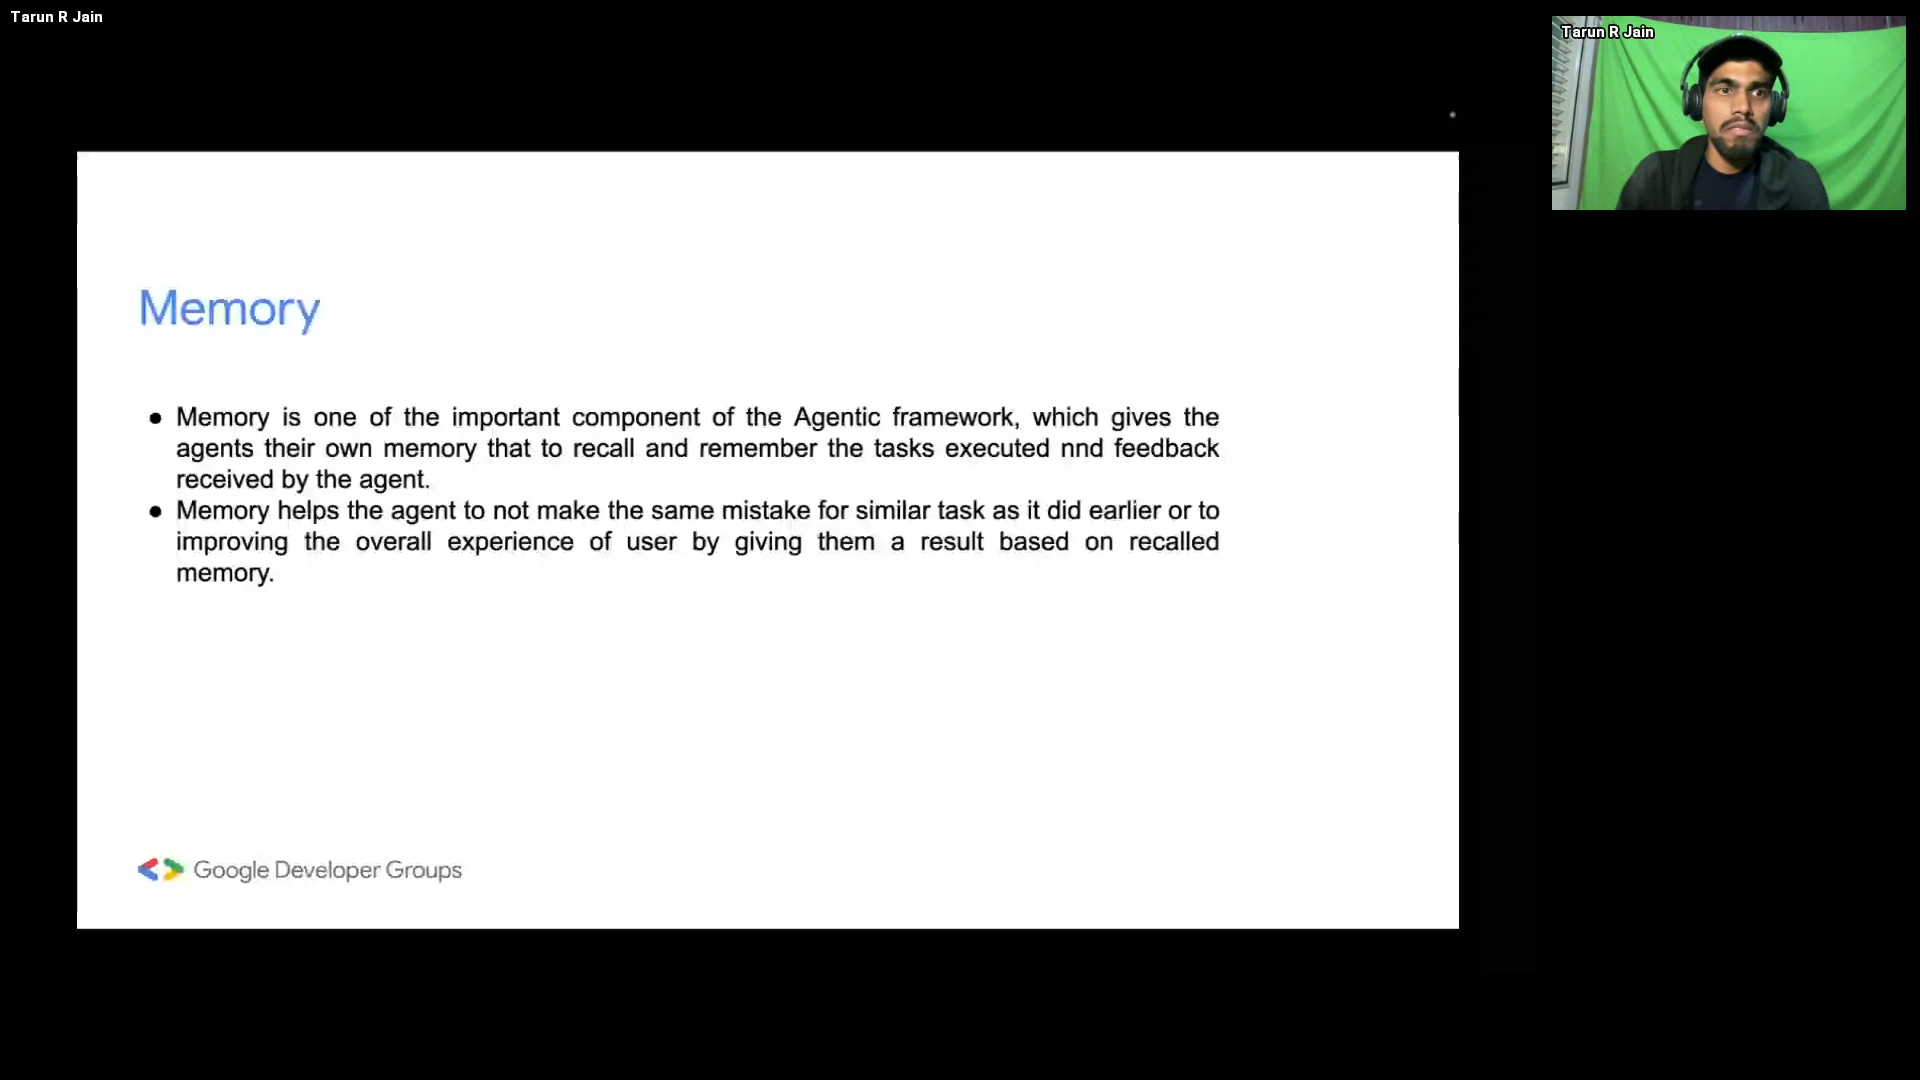 Tarun R Jain
Tarun R Jain
Memory
● Memory is one of the important component of the Agentic framework, which gives the
agents their own memory that to recall and remember the tasks executed nnd feedback
received by the agent.
● Memory helps the agent to not make the same mistake for similar task as it did earlier or to
improving the overall experience of user by giving them a result based on recalled
memory.
Google Developer Groups